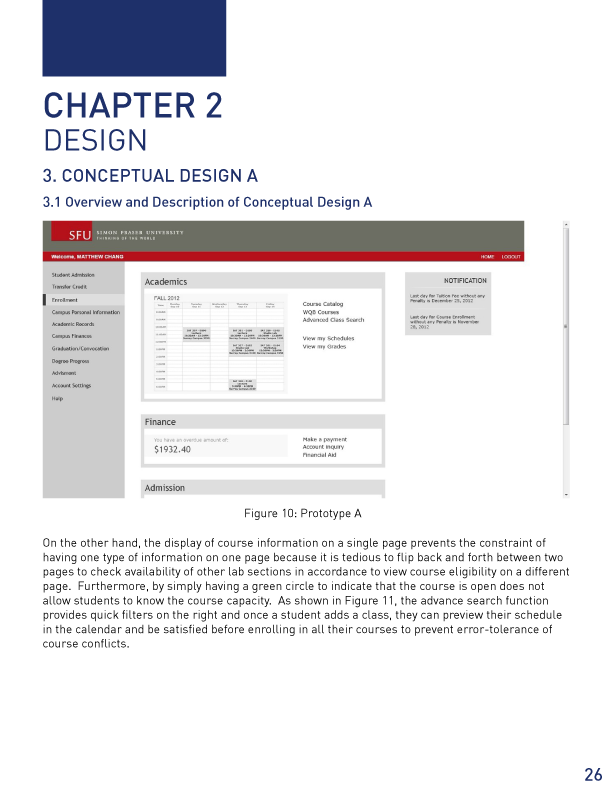 CHAPTER 2
DESIGN
3. CONCEPTUAL DESIGN A
3.1 Overview and Description of Conceptual Design A
SFU SIMON FRASER UNIVERSITY
THINKING OF THE WORLD
Welcome, MATTHEW CHANG HOME LOGOUT
Student Admission
Transfer Credit
Enrollment
Campus Personal Information
Academic Records
Campus Finances
Graduation/Convocation
Degree Progress
Advisment
Account Settings
Help
Academics
FALL 2012
Course Catalog
WQB Courses
Advanced Class Search
View my Schedules
View my Grades
Finance
You have an overdue amount of:
$1932.40
Make a payment
Account inquiry
Financial Aid
Admission
NOTIFICATION
Last day for Tuition Fee without any
Penalty is December 25, 2012
Last day for Course Enrollment
without any Penalty is November
28, 2012
Figure 10: Prototype A
On the other hand, the display of course information on a single page prevents the constraint of
having one type of information on one page because it is tedious to flip back and forth between two
pages to check availability of other lab sections in accordance to view course eligibility on a different
page.  Furthermore, by simply having a green circle to indicate that the course is open does not
allow students to know the course capacity.  As shown in Figure 11, the advance search function
provides quick filters on the right and once a student adds a class, they can preview their schedule
in the calendar and be satisfied before enrolling in all their courses to prevent error-tolerance of
course conflicts.
26